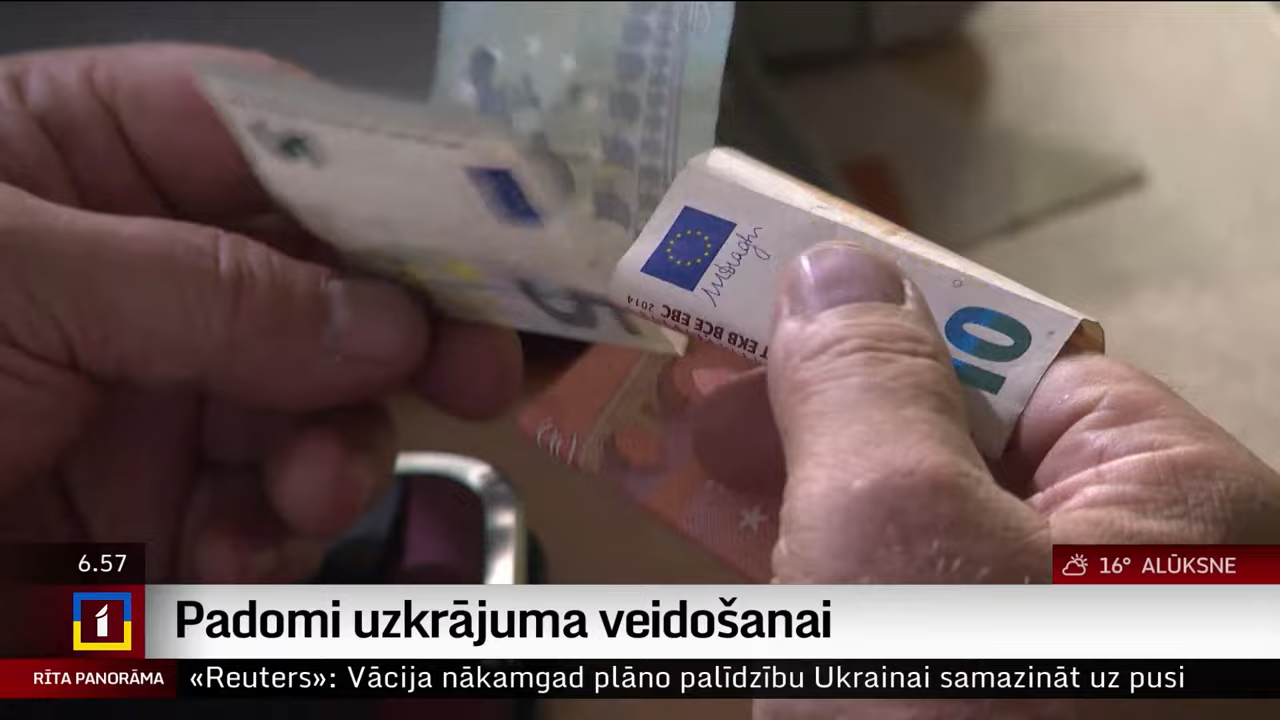 2014
T EKB BCE EBC
10
6.57
16° ALŪKSNE
1
Padomi uzkrājuma veidošanai
RĪTA PANORĀMA
«Reuters»: Vācija nākamgad plāno palīdzību Ukrainai samazināt uz pusi